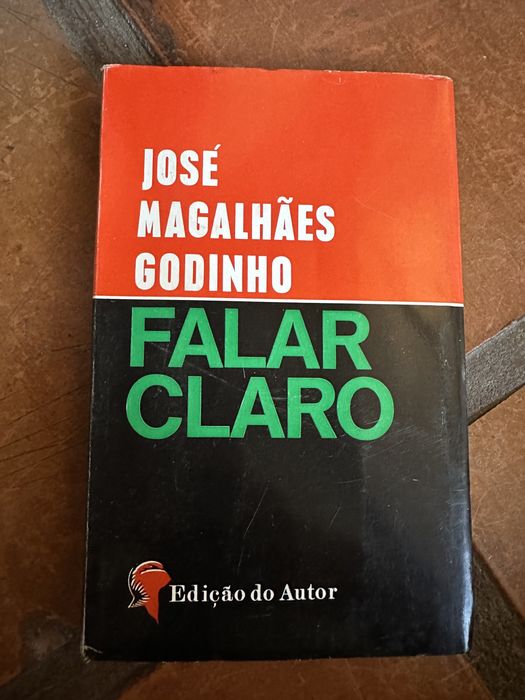 JOSÉ
MAGALHÃES
GODINHO
FALAR
CLARO
Edição do Autor